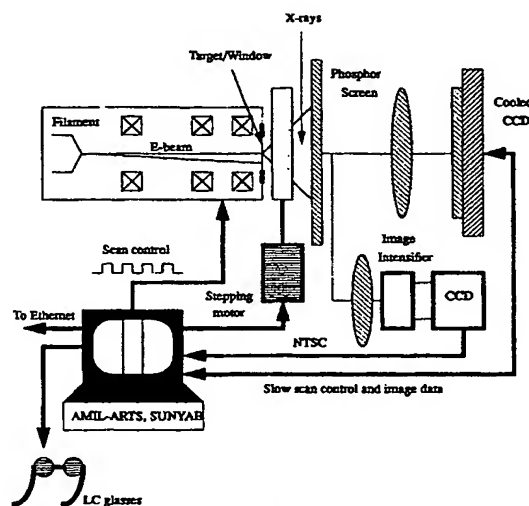 X-rays
Target/Window
Phosphor
Screen
Cooled
CCD
Filament
E-beam
Image
Intensifier
Scan control
CCD
Stepping
motor
To Ethernet
NTSC
Slow scan control and image data
AMIL-ARTS, SUNYAB
LC glasses